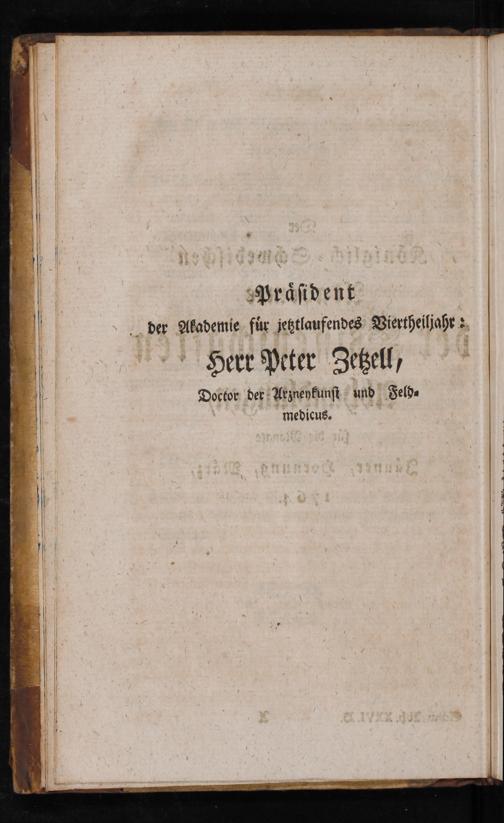 Präsident
der Akademie für jetztlaufendes Viertheiljahr:
Herr Peter Zetzell,
Doctor der Arzneykunst und Feld-
medicus.